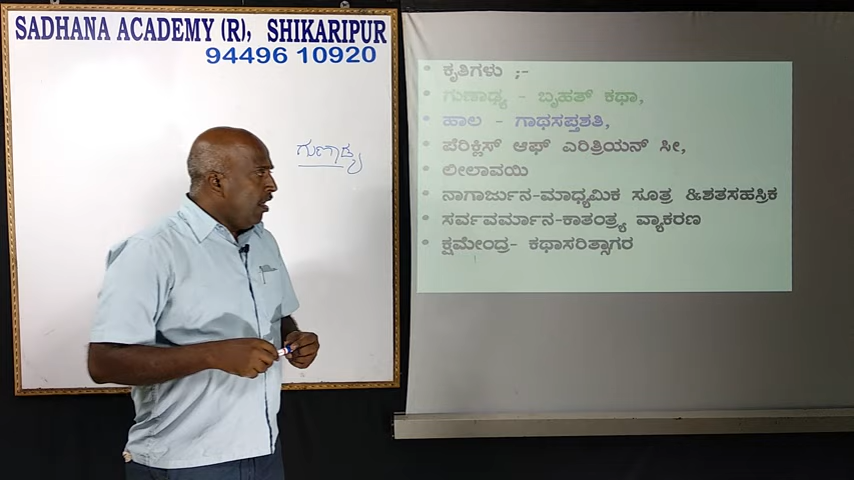 SADHANA ACADEMY (R), SHIKARIPUR
94496 10920
ಗುಣಾಢ್ಯ
• ಕೃತಿಗಳು ;-
• ಗುಣಾಢ್ಯ - ಬೃಹತ್ ಕಥಾ,
• ಹಾಲ - ಗಾಥಸಪ್ತಶತಿ,
• ಪೆರಿಕ್ಲಿಸ್ ಆಫ್ ಎರಿತ್ರಿಯನ್ ಸೀ,
• ಲೀಲಾವಯಿ
• ನಾಗಾರ್ಜುನ-ಮಾಧ್ಯಮಿಕ ಸೂತ್ರ &ಶತಸಹಸ್ರಿಕ
• ಸರ್ವವರ್ಮಾನ-ಕಾತಂತ್ರ್ಯ ವ್ಯಾಕರಣ
• ಕ್ಷಮೇಂದ್ರ- ಕಥಾಸರಿತ್ಸಾಗರ